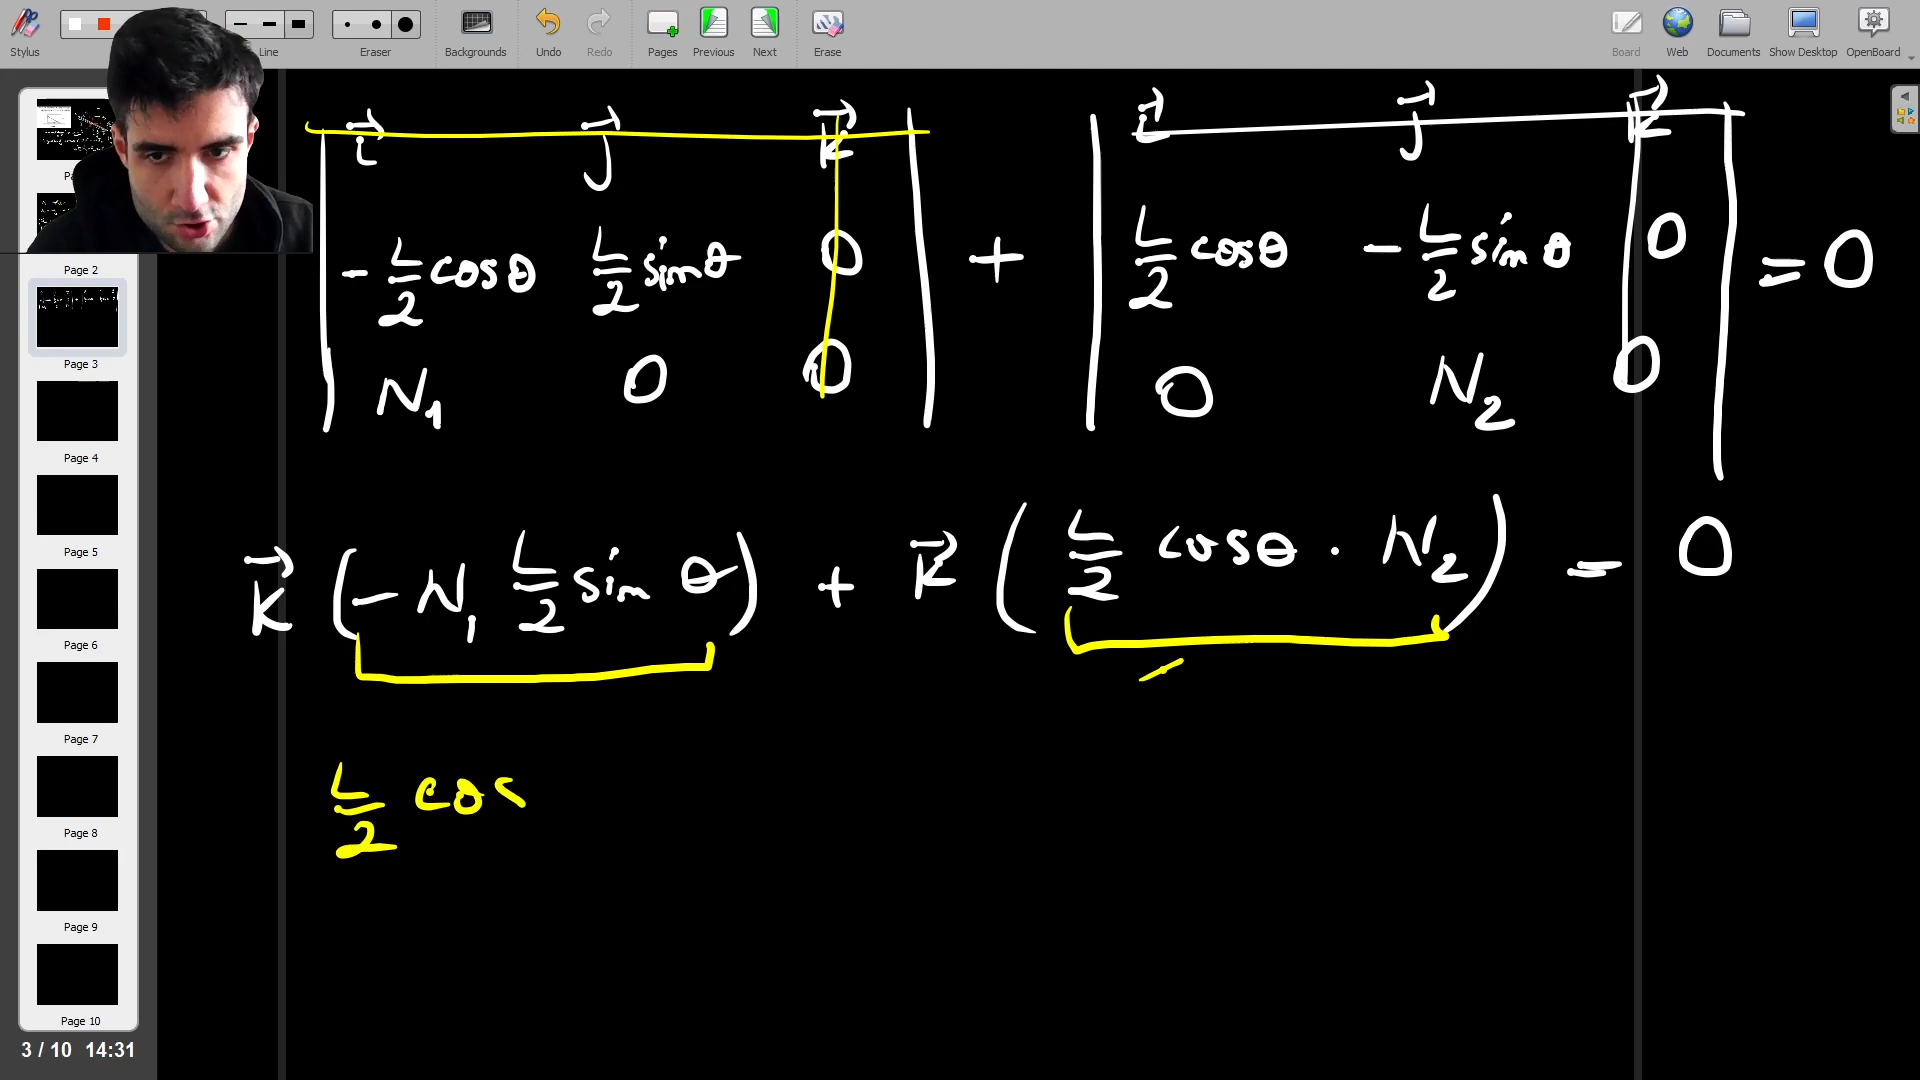 Stylus Line Eraser Backgrounds Undo Redo Pages Previous Next Erase Board Web Documents Show Desktop OpenBoard
Page 2
Page 3
Page 4
Page 5
Page 6
Page 7
Page 8
Page 9
Page 10
3 / 10 14:31
| i⃗ j⃗ k⃗ | | i⃗ j⃗ k⃗ |
| -L/2 cosθ L/2 sinθ 0 | + | L/2 cosθ -L/2 sinθ 0 | = 0
| N₁ 0 0 | | 0 N₂ 0 |
k⃗ (-N₁ L/2 sin θ) + k⃗ (L/2 cosθ · N₂) = 0
L/2 cos